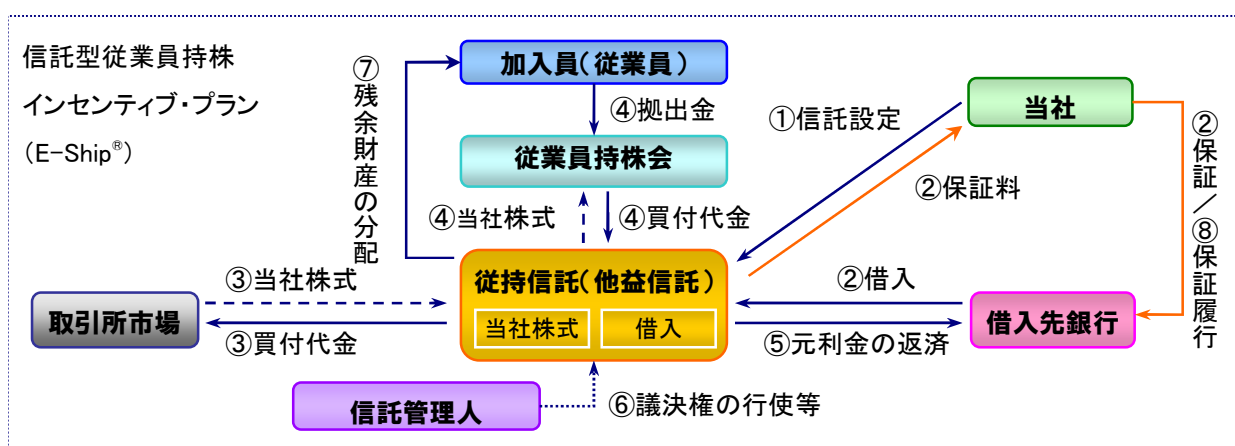 信託型従業員持株
インセンティブ・プラン
(E-Ship®)
⑦残余財産の分配
加入員(従業員)
④拠出金
従業員持株会
④当社株式
④買付代金
①信託設定
当社
②保証料
②保証/⑧保証履行
③当社株式
従持信託(他益信託)
②借入
取引所市場
当社株式
借入
借入先銀行
③買付代金
⑤元利金の返済
信託管理人
⑥議決権の行使等